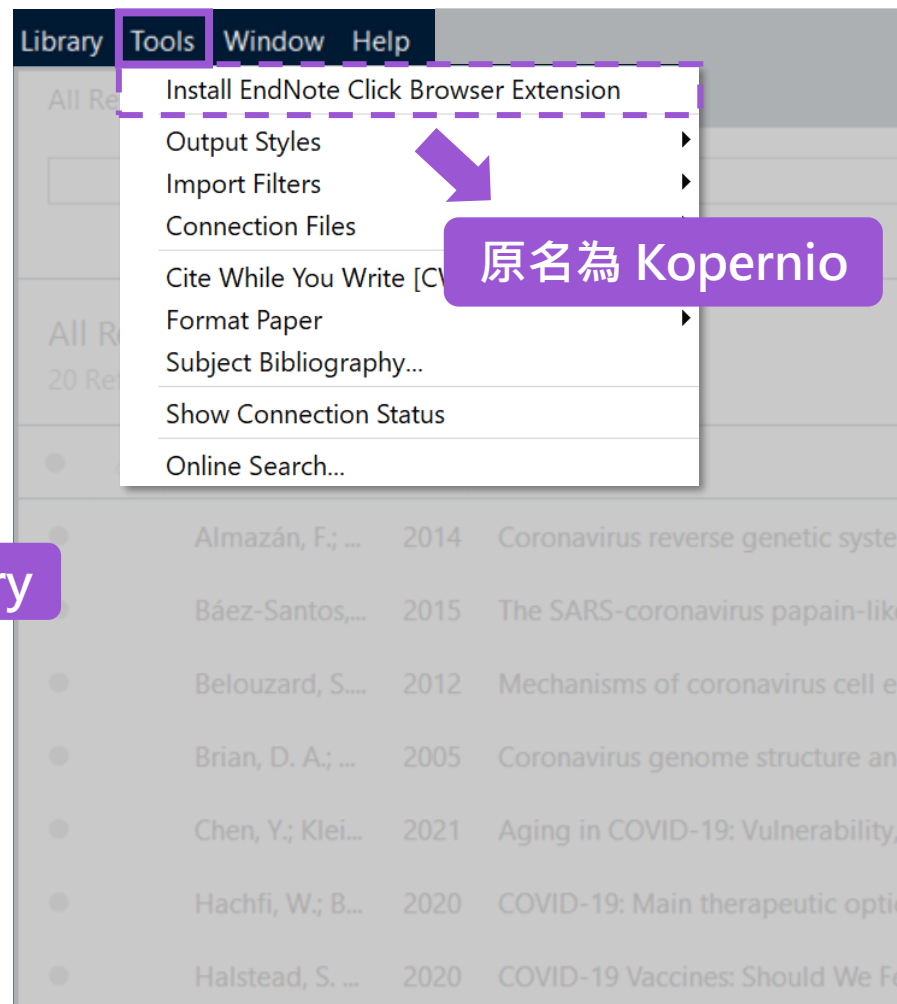 Library Tools Window Help
All Re
Install EndNote Click Browser Extension
Output Styles
Import Filters
Connection Files
原名為 Kopernio
Cite While You Write [CW
Format Paper
Subject Bibliography...
Show Connection Status
Online Search...
All Re
20 Ref
ry
Almazán, F.; ... 2014 Coronavirus reverse genetic syste
Báez-Santos,... 2015 The SARS-coronavirus papain-lik
Belouzard, S.... 2012 Mechanisms of coronavirus cell e
Brian, D. A.; ... 2005 Coronavirus genome structure an
Chen, Y.; Klei... 2021 Aging in COVID-19: Vulnerability,
Hachfi, W.; B... 2020 COVID-19: Main therapeutic opti
Halstead, S. ... 2020 COVID-19 Vaccines: Should We Fe